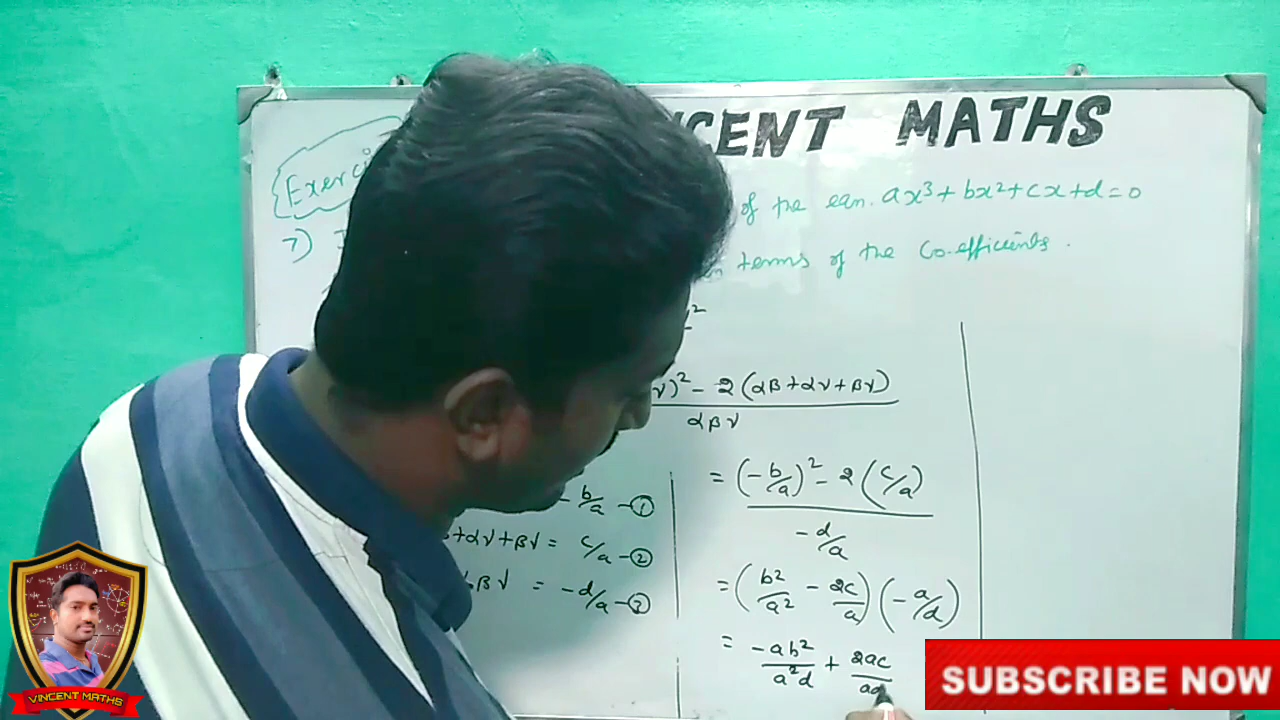 MATHS
of the eqn. ax³ + bx² + cx + d = 0
7)
terms of the Co-efficients.
)² - 2(αβ + αγ + βγ)
αβγ
- b/a - ①
+ αγ + βγ = c/a - ②
βγ = - d/a - ③
= (-b/a)² - 2(c/a)
- d/a
= (b²/a² - 2c/a)(-a/d)
= -ab²/a²d + 2ac/ad
VINCENT MATHS
SUBSCRIBE NOW